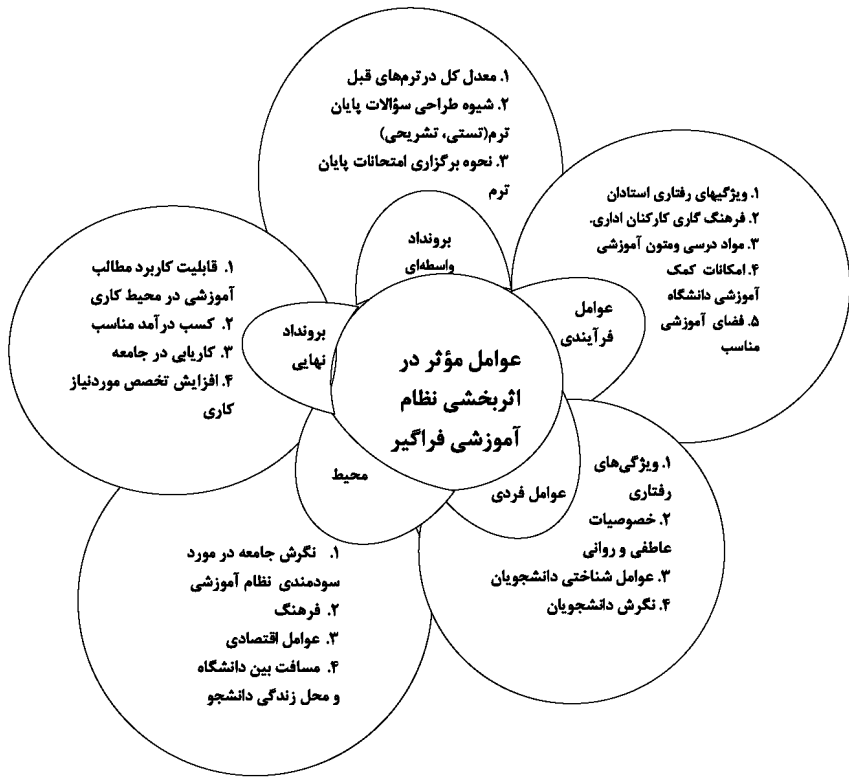 ۱. معدل کل در ترم‌های قبل
۲. شیوه طراحی سؤالات پایان
ترم(تستی، تشریحی)
۳. نحوه برگزاری امتحانات پایان
ترم
برونداد
واسطه‌ای
۱. ویژگیهای رفتاری استادان
۲. فرهنگ گاری کارکنان اداری.
۳. مواد درسی ومتون آموزشی
۴. امکانات کمک
آموزشی دانشگاه
۵. فضای آموزشی
مناسب
عوامل
فرآیندی
۱. قابلیت کاربرد مطالب
آموزشی در محیط کاری
۲. کسب درآمد مناسب
۳. کاریابی در جامعه
۴. افزایش تخصص موردنیاز
کاری
برونداد
نهایی
عوامل مؤثر در
اثربخشی نظام
آموزشی فراگیر
عوامل فردی
۱. ویژگی‌های
رفتاری
۲. خصوصیات
عاطفی و روانی
۳. عوامل شناختی دانشجویان
۴. نگرش دانشجویان
محیط
۱. نگرش جامعه در مورد
سودمندی نظام آموزشی
۲. فرهنگ
۳. عوامل اقتصادی
۴. مسافت بین دانشگاه
و محل زندگی دانشجو